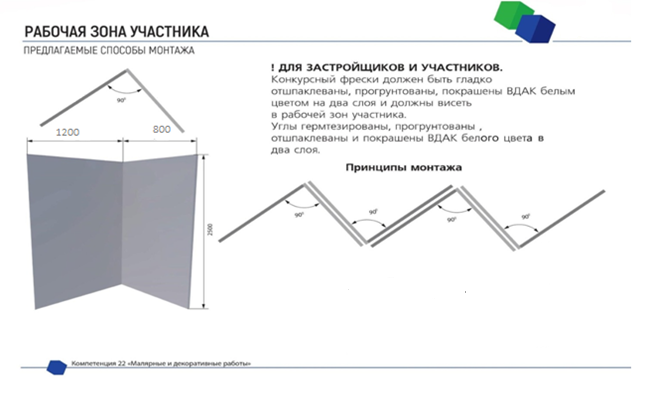 РАБОЧАЯ ЗОНА УЧАСТНИКА
ПРЕДЛАГАЕМЫЕ СПОСОБЫ МОНТАЖА
! ДЛЯ ЗАСТРОЙЩИКОВ И УЧАСТНИКОВ.
Конкурсный фрески должен быть гладко
отшпаклеваны, прогрунтованы, покрашены ВДАК белым
цветом на два слоя и должны висеть
в рабочей зон участника.
Углы гермтезированы, прогрунтованы ,
отшпаклеваны и покрашены ВДАК белого цвета в
два слоя.
90°
1200 800
2500
Принципы монтажа
90° 90° 90° 90°
Компетенция 22 «Малярные и декоративные работы»